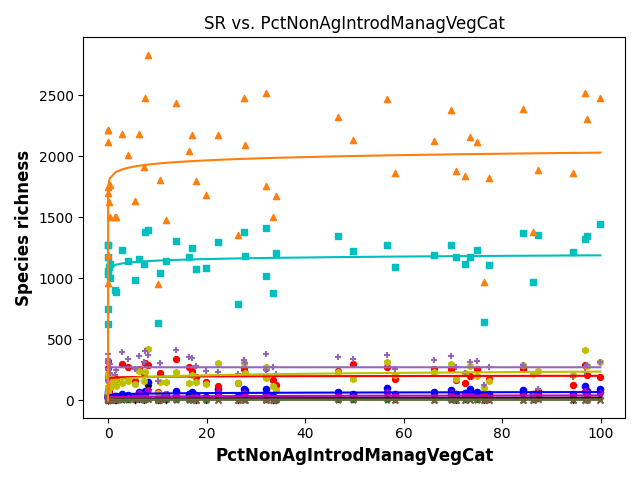 SR vs. PctNonAgIntrodManagVegCat
Species richness
2500
2000
1500
1000
500
0
0 20 40 60 80 100
PctNonAgIntrodManagVegCat